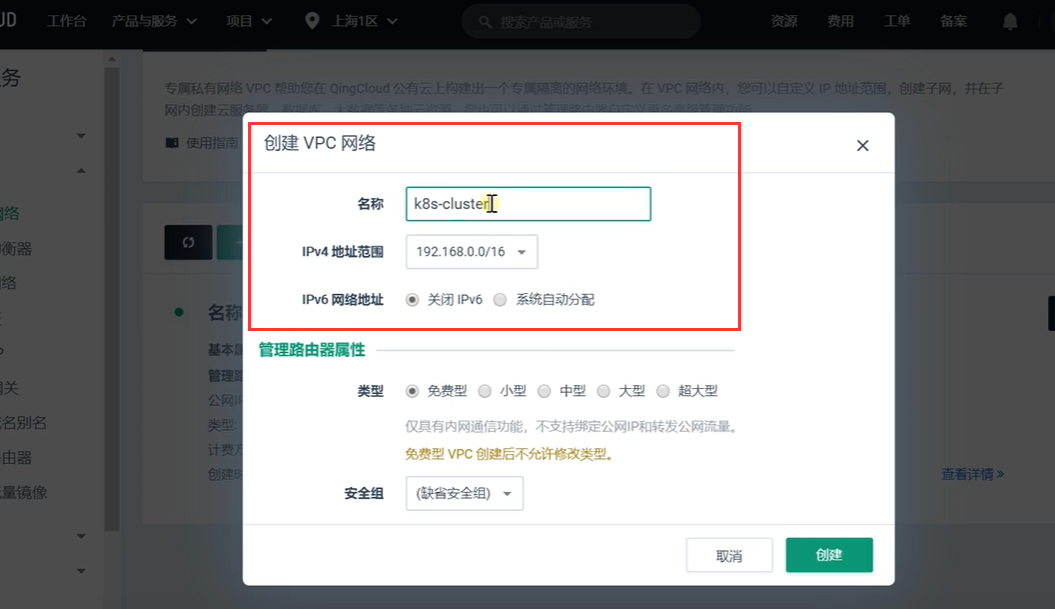 UD 工作台 产品与服务 项目 上海1区 搜索产品或服务 资源 费用 工单 备案
务
专属私有网络 VPC 帮助您在 QingCloud 公有云上构建出一个专属隔离的网络环境。在 VPC 网络内，您可以自定义 IP 地址范围，创建子网，并在子
网内创建云服务器、数据库、大数据等各种云资源，您也可以通过管理路由器自定义更多高级管理功能
使用指南
网络
衡器
络
关
名别名
由器
量镜像
名称
基本属
管理路
公网IP
类型:
计费方
创建
查看详情 »
创建 VPC 网络
名称 k8s-cluster
IPv4 地址范围 192.168.0.0/16
IPv6 网络地址 关闭 IPv6 系统自动分配
管理路由器属性
类型 免费型 小型 中型 大型 超大型
仅具有内网通信功能，不支持绑定公网IP和转发公网流量。
免费型 VPC 创建后不允许修改类型。
安全组 (缺省安全组)
取消 创建